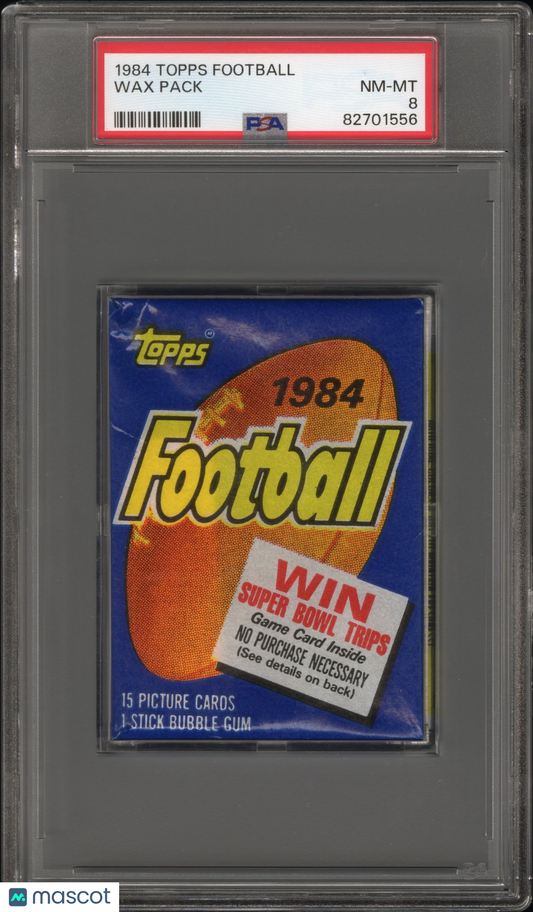 1984 TOPPS FOOTBALL
WAX PACK
NM-MT
8
82701556
PSA
topps
1984
Football
WIN
SUPER BOWL TRIPS
Game Card Inside
NO PURCHASE NECESSARY
(See details on back)
15 PICTURE CARDS
1 STICK BUBBLE GUM
mascot